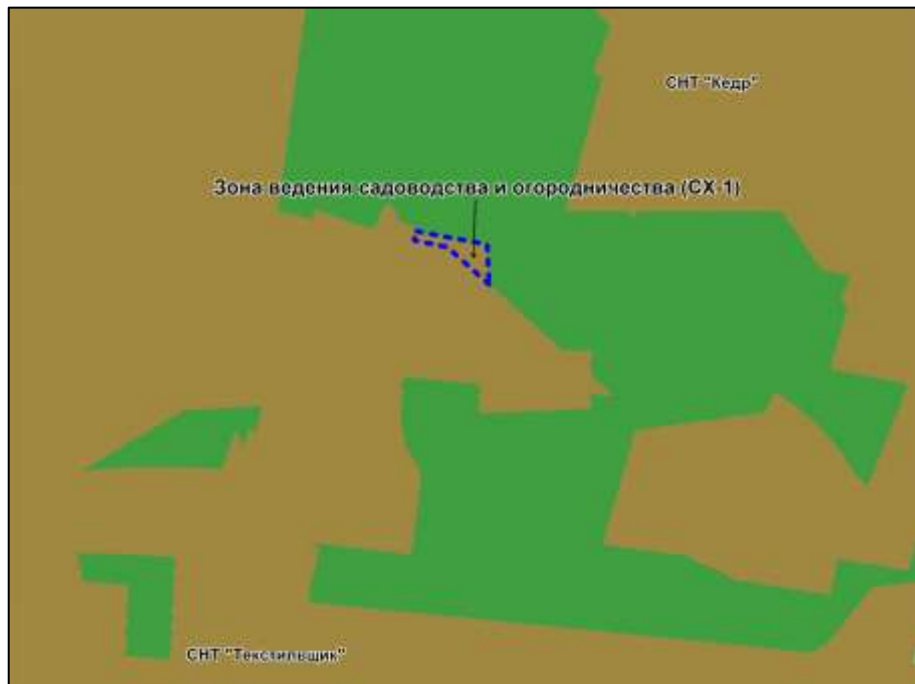 СНТ "Кедр"
Зона ведения садоводства и огородничества (СХ 1)
СНТ "Текстильщик"